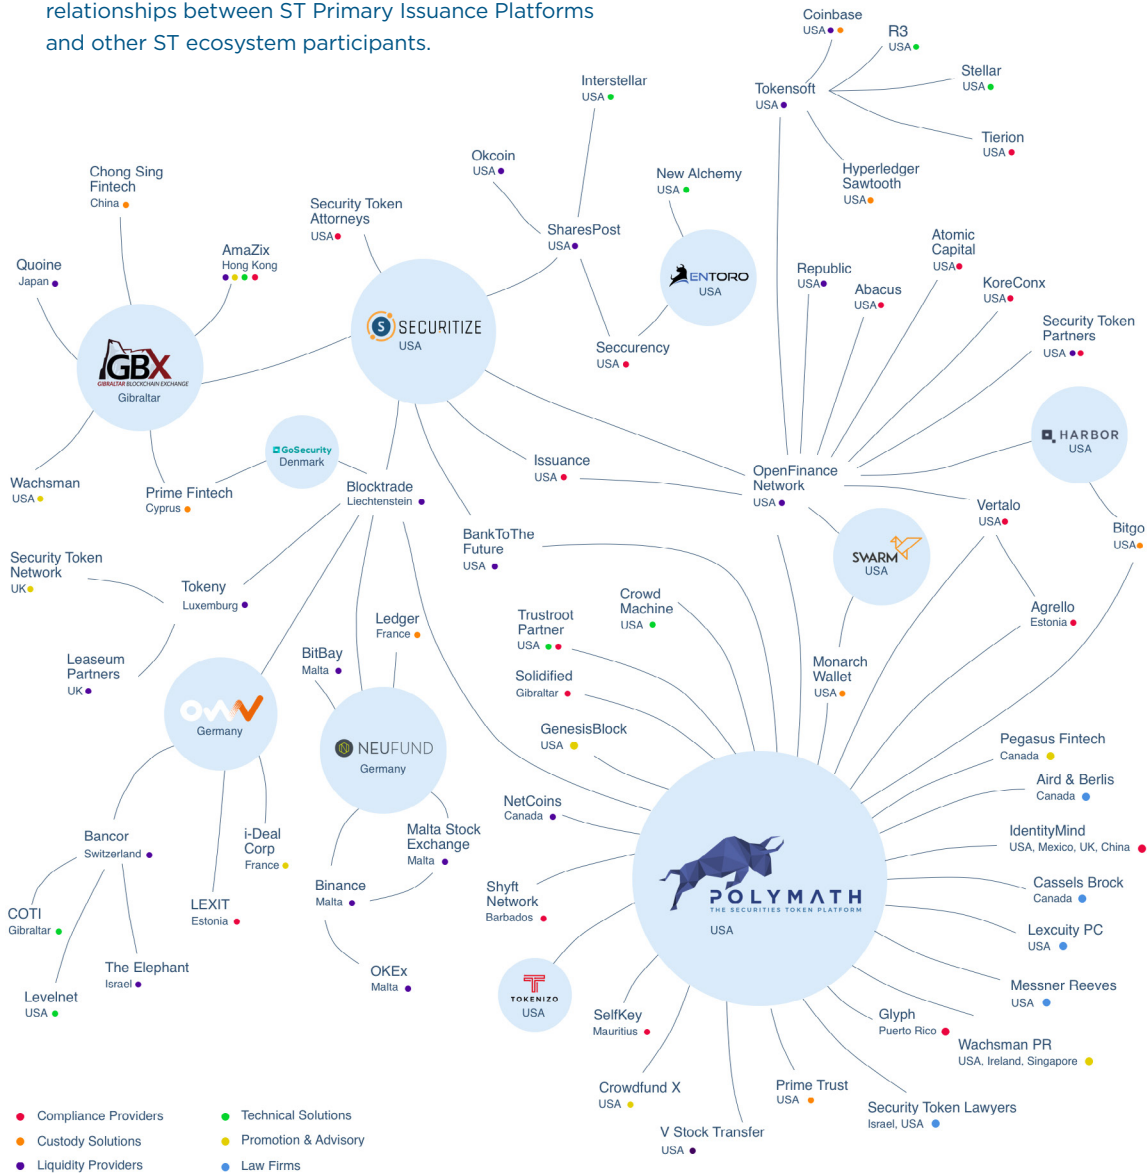 relationships between ST Primary Issuance Platforms
and other ST ecosystem participants.
Coinbase
USA
R3
USA
Stellar
USA
Tokensoft
USA
Tierion
USA
Hyperledger
Sawtooth
USA
Interstellar
USA
Okcoin
USA
New Alchemy
USA
SharesPost
USA
ENTORO
USA
Seccurency
USA
Chong Sing
Fintech
China
Security Token
Attorneys
USA
AmaZix
Hong Kong
Quoine
Japan
GBX
GIBRALTAR BLOCKCHAIN EXCHANGE
Gibraltar
S SECURITIZE
USA
Republic
USA
Abacus
USA
Atomic
Capital
USA
KoreConx
USA
Security Token
Partners
USA
HARBOR
USA
GoSecurity
Denmark
Wachsman
USA
Prime Fintech
Cyprus
Blocktrade
Liechtenstein
Issuance
USA
OpenFinance
Network
USA
Vertalo
USA
Bitgo
USA
BankToThe
Future
USA
SWARM
USA
Security Token
Network
UK
Tokeny
Luxemburg
Ledger
France
Trustroot
Partner
USA
Crowd
Machine
USA
Agrello
Estonia
Leaseum
Partners
UK
BitBay
Malta
Solidified
Gibraltar
Monarch
Wallet
USA
Germany
NEUFUND
Germany
GenesisBlock
USA
Pegasus Fintech
Canada
Aird & Berlis
Canada
NetCoins
Canada
Bancor
Switzerland
i-Deal
Corp
France
Malta Stock
Exchange
Malta
IdentityMind
USA, Mexico, UK, China
Binance
Malta
Shyft
Network
Barbados
POLYMATH
THE SECURITIES TOKEN PLATFORM
USA
Cassels Brock
Canada
COTI
Gibraltar
LEXIT
Estonia
Lexcuity PC
USA
The Elephant
Israel
OKEx
Malta
TOKENIZO
USA
Messner Reeves
USA
Levelnet
USA
SelfKey
Mauritius
Glyph
Puerto Rico
Wachsman PR
USA, Ireland, Singapore
Crowdfund X
USA
Prime Trust
USA
Security Token Lawyers
Israel, USA
V Stock Transfer
USA
Compliance Providers
Technical Solutions
Custody Solutions
Promotion & Advisory
Liquidity Providers
Law Firms